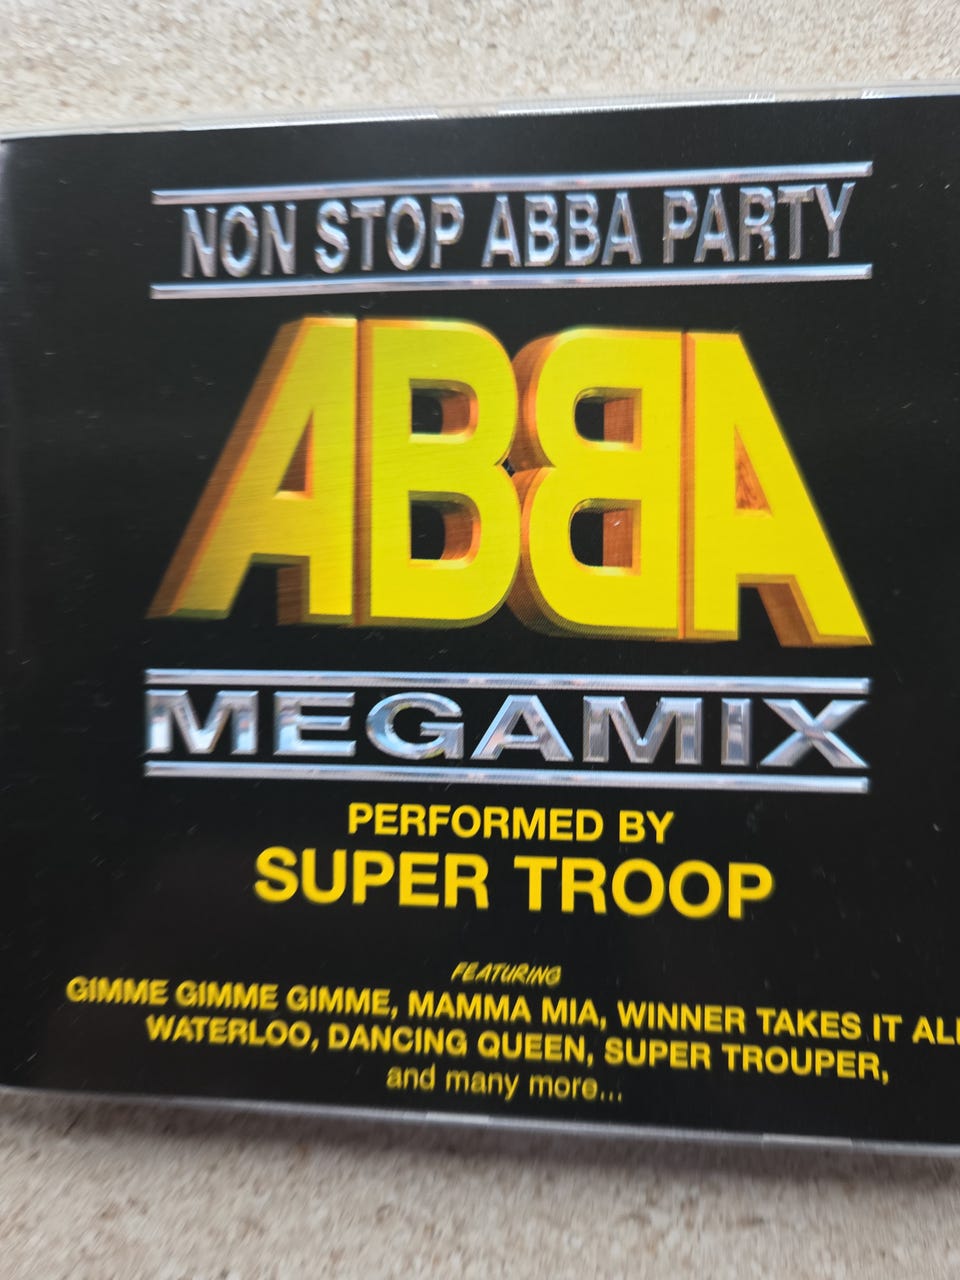 NON STOP ABBA PARTY
ABBA
MEGAMIX
PERFORMED BY
SUPER TROOP
FEATURING
GIMME GIMME GIMME, MAMMA MIA, WINNER TAKES IT ALL
WATERLOO, DANCING QUEEN, SUPER TROUPER,
and many more...